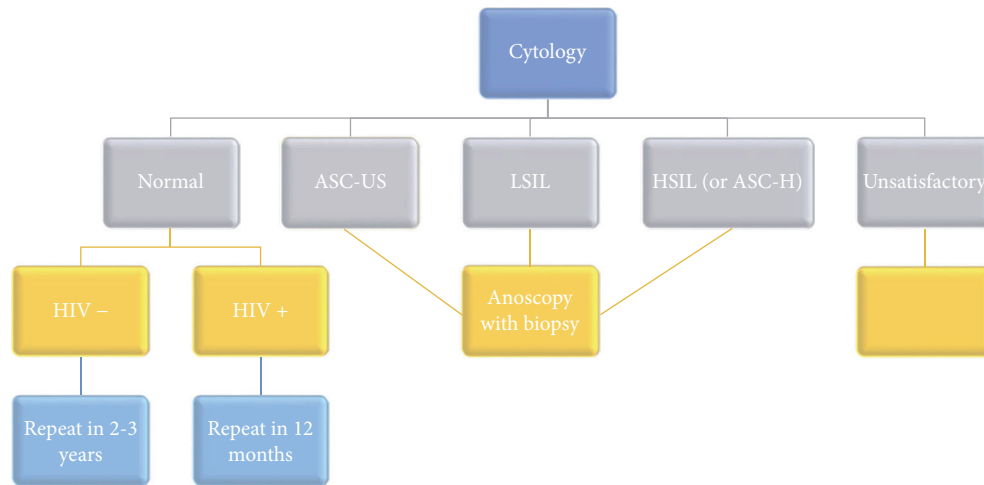 Cytology
Normal
ASC-US
LSIL
HSIL (or ASC-H)
Unsatisfactory
HIV –
HIV +
Anoscopy
with biopsy
Repeat in 2-3
years
Repeat in 12
months